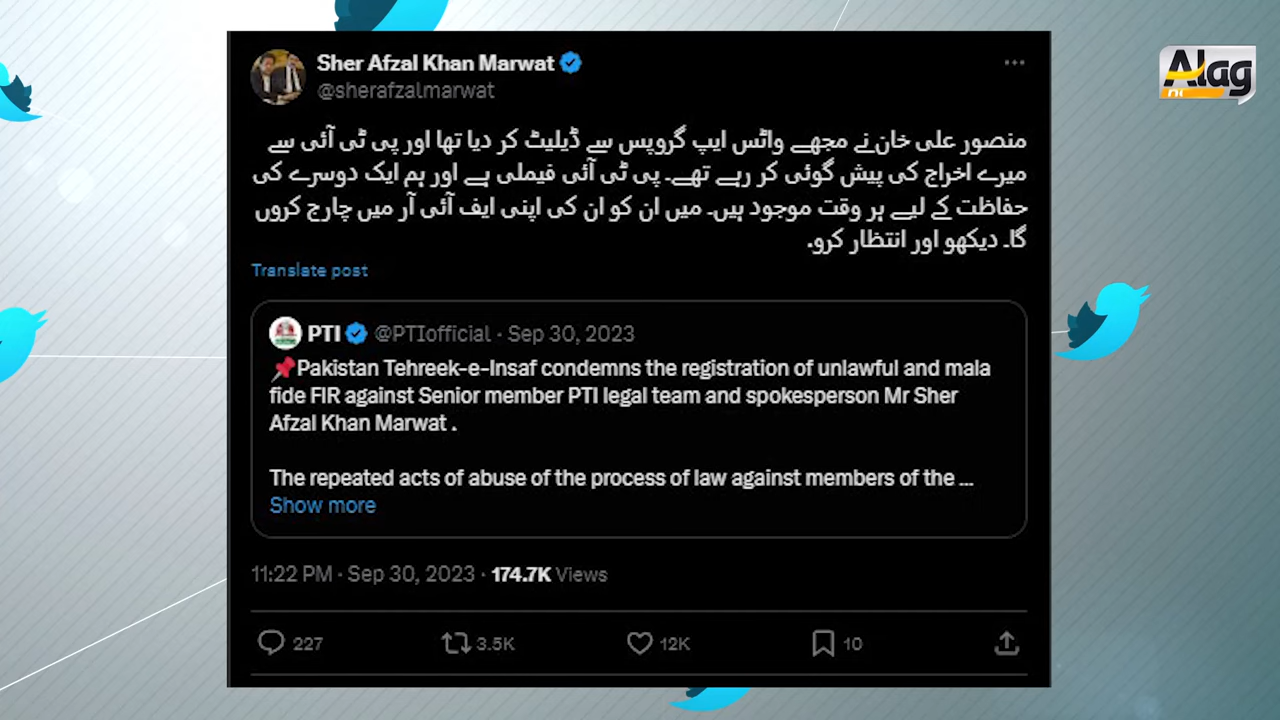 Sher Afzal Khan Marwat
@sherafzalmarwat
Alag
منصور علی خان نے مجھے واٹس ایپ گروپس سے ڈیلیٹ کر دیا تھا اور پی ٹی آئی سے
میرے اخراج کی پیش گوئی کر رہے تھے۔ پی ٹی آئی فیملی ہے اور ہم ایک دوسرے کی
حفاظت کے لیے ہر وقت موجود ہیں۔ میں ان کو ان کی اپنی ایف آئی آر میں چارج کروں
گا۔ دیکھو اور انتظار کرو.
Translate post
PTI @PTIofficial · Sep 30, 2023
📌Pakistan Tehreek-e-Insaf condemns the registration of unlawful and mala
fide FIR against Senior member PTI legal team and spokesperson Mr Sher
Afzal Khan Marwat .
The repeated acts of abuse of the process of law against members of the ...
Show more
11:22 PM · Sep 30, 2023 · 174.7K Views
227 3.5K 12K 10